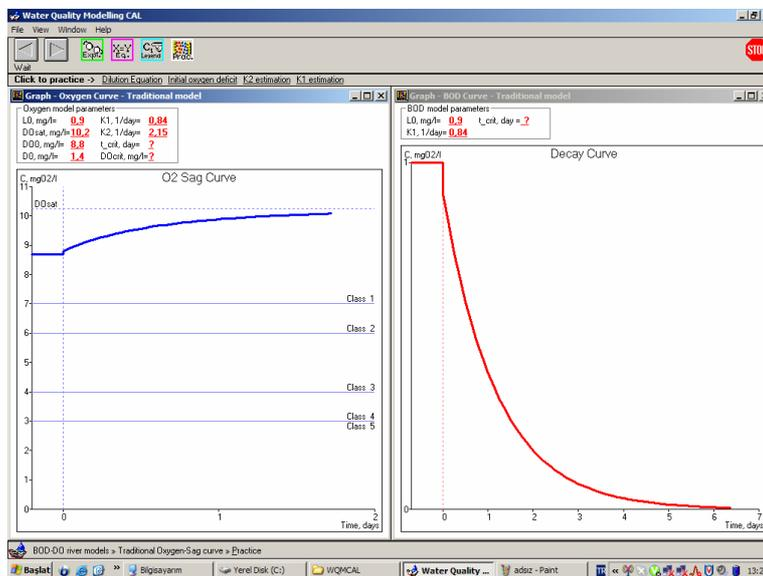 Water Quality Modelling CAL
File View Window Help
Expl. X=Y Eq. Legend Prac. STO
Wait
Click to practice -> Dilution Equation Initial oxygen deficit K2 estimation K1 estimation
Graph - Oxygen Curve - Traditional model
Oxygen model parameters
L0, mg/l= 0,9 K1, 1/day= 0,84
DOsat, mg/l= 10,2 K2, 1/day= 2,15
DO0, mg/l= 8,8 t_crit, day= ?
D0, mg/l= 1,4 DOcrit, mg/l= ?
C, mgO2/l O2 Sag Curve
11
DOsat
10
9
8
7 Class 1
6 Class 2
5
4 Class 3
3 Class 4
Class 5
2
1
0
0 1 2
Time, days
Graph - BOD Curve - Traditional model
BOD model parameters
L0, mg/l= 0,9 t_crit, day = ?
K1, 1/day= 0,84
C, mgO2/l Decay Curve
1
0
0 1 2 3 4 5 6 7
Time, days
BOD-DO river models » Traditional Oxygen-Sag curve » Practice
Başlat » Bilgisayarım Yerel Disk (C:) WQMCAL Water Quality ... adsız - Paint TR « 13:2